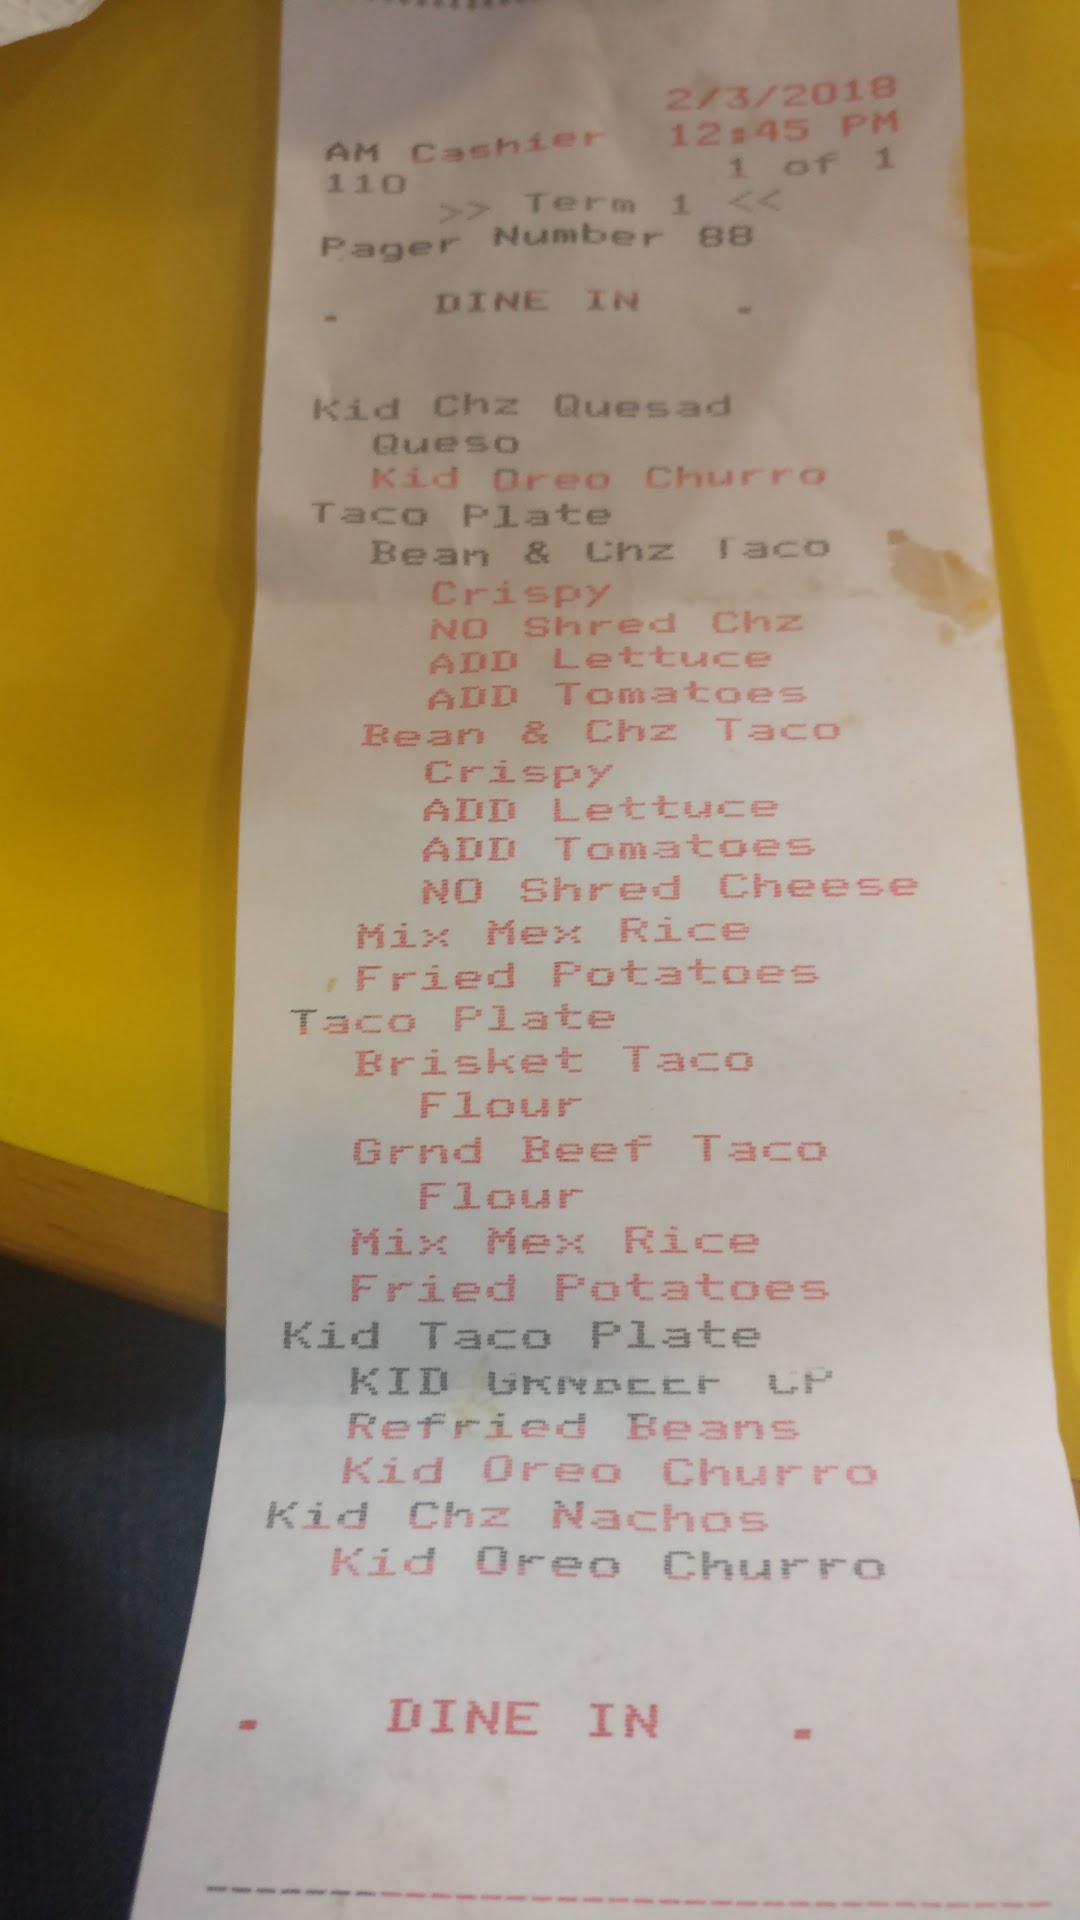 2/3/2018
AM Cashier 12:45 PM
110 1 of 1
>> Term 1 <<
Pager Number 88
- DINE IN -
Kid Chz Quesad
Queso
Kid Oreo Churro
Taco Plate
Bean & Chz Taco
Crispy
NO Shred Chz
ADD Lettuce
ADD Tomatoes
Bean & Chz Taco
Crispy
ADD Lettuce
ADD Tomatoes
NO Shred Cheese
Mix Mex Rice
Fried Potatoes
Taco Plate
Brisket Taco
Flour
Grnd Beef Taco
Flour
Mix Mex Rice
Fried Potatoes
Kid Taco Plate
KID GRNBEEF CP
Refried Beans
Kid Oreo Churro
Kid Chz Nachos
Kid Oreo Churro
- DINE IN -